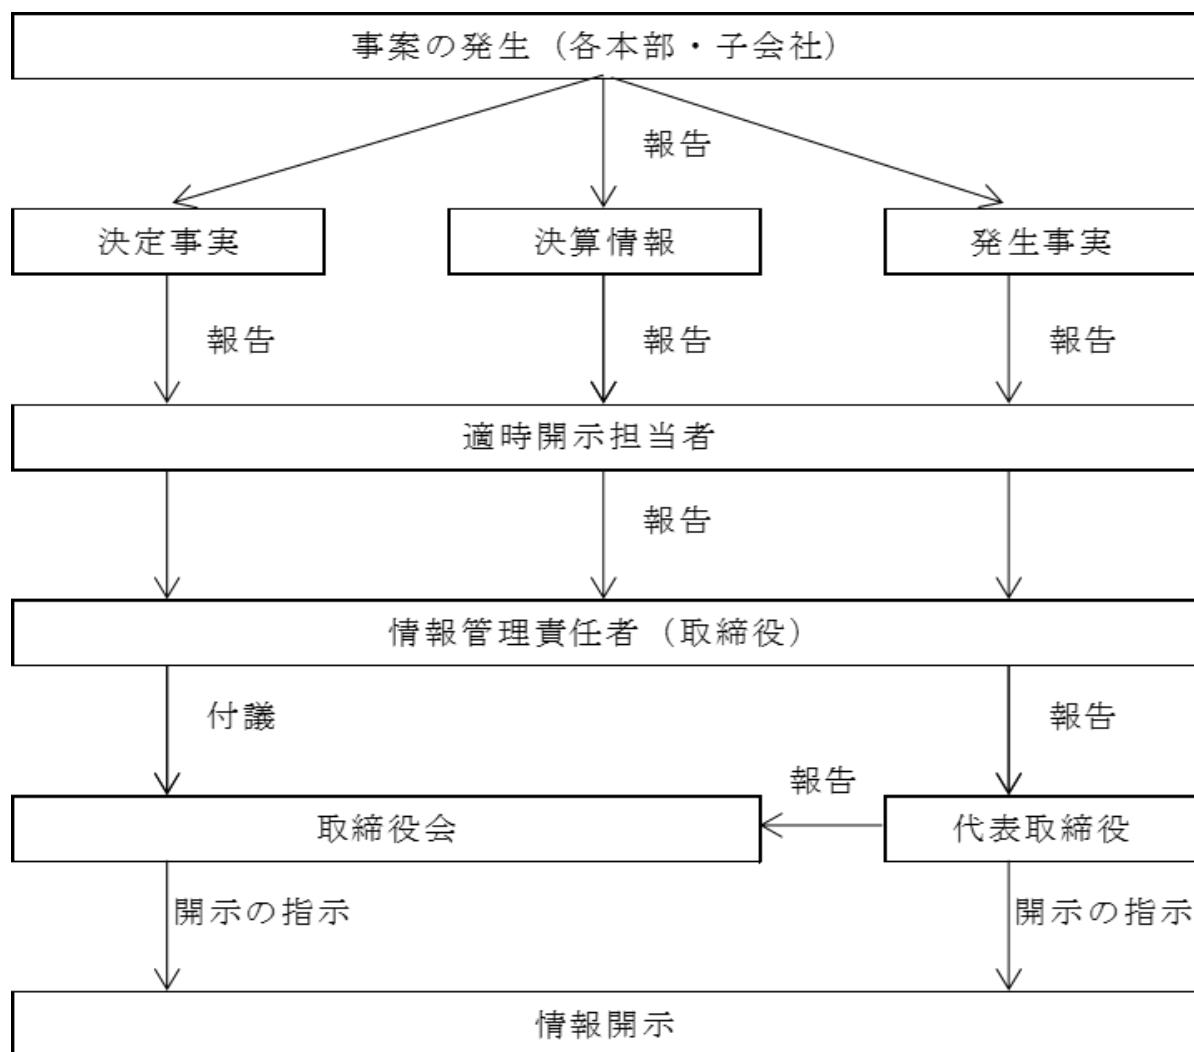 事案の発生（各本部・子会社）
報告
決定事実
決算情報
発生事実
報告
報告
報告
適時開示担当者
報告
情報管理責任者（取締役）
付議
報告
報告
取締役会
代表取締役
開示の指示
開示の指示
情報開示